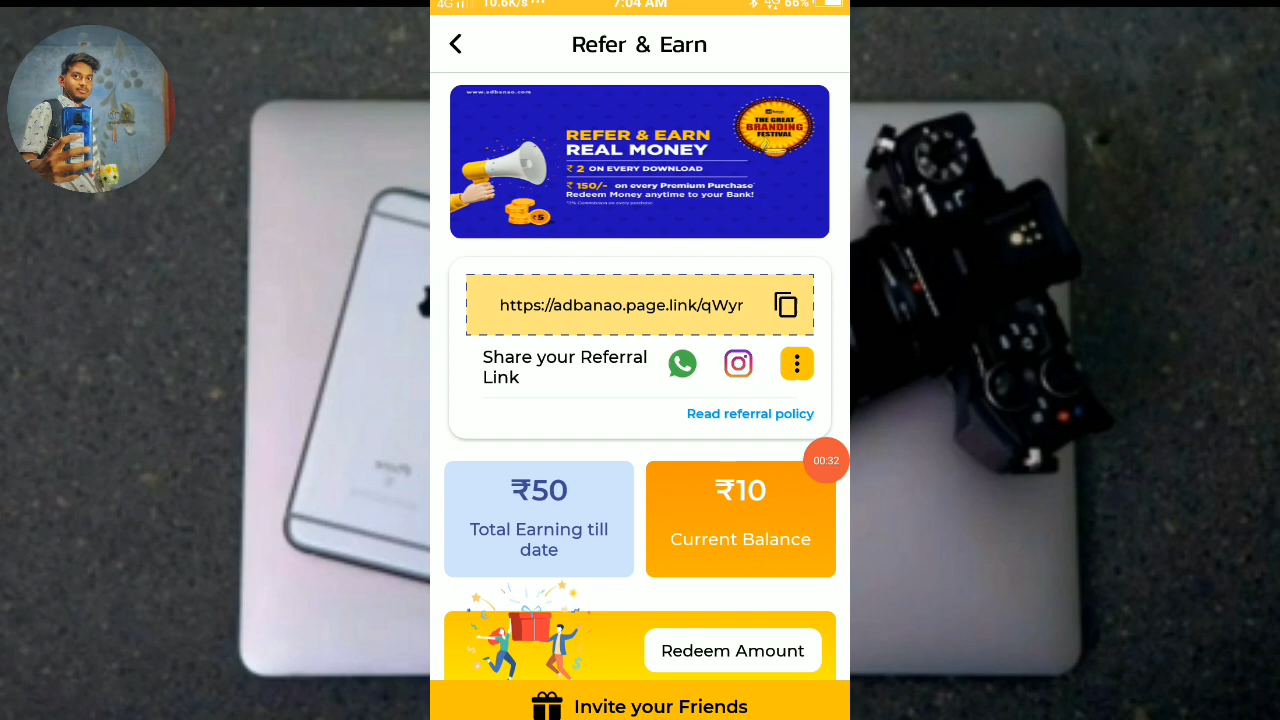 4G 10.6K/s ... 7:04 AM 4G 66%
Refer & Earn
www.adbanao.com
THE GREAT
BRANDING
FESTIVAL
REFER & EARN
REAL MONEY
₹ 2 ON EVERY DOWNLOAD
₹ 150/- on every Premium Purchase*
Redeem Money anytime to your Bank!
₹5
https://adbanao.page.link/qWyr
Share your Referral
Link
Read referral policy
00:32
₹50
Total Earning till
date
₹10
Current Balance
Redeem Amount
Invite your Friends